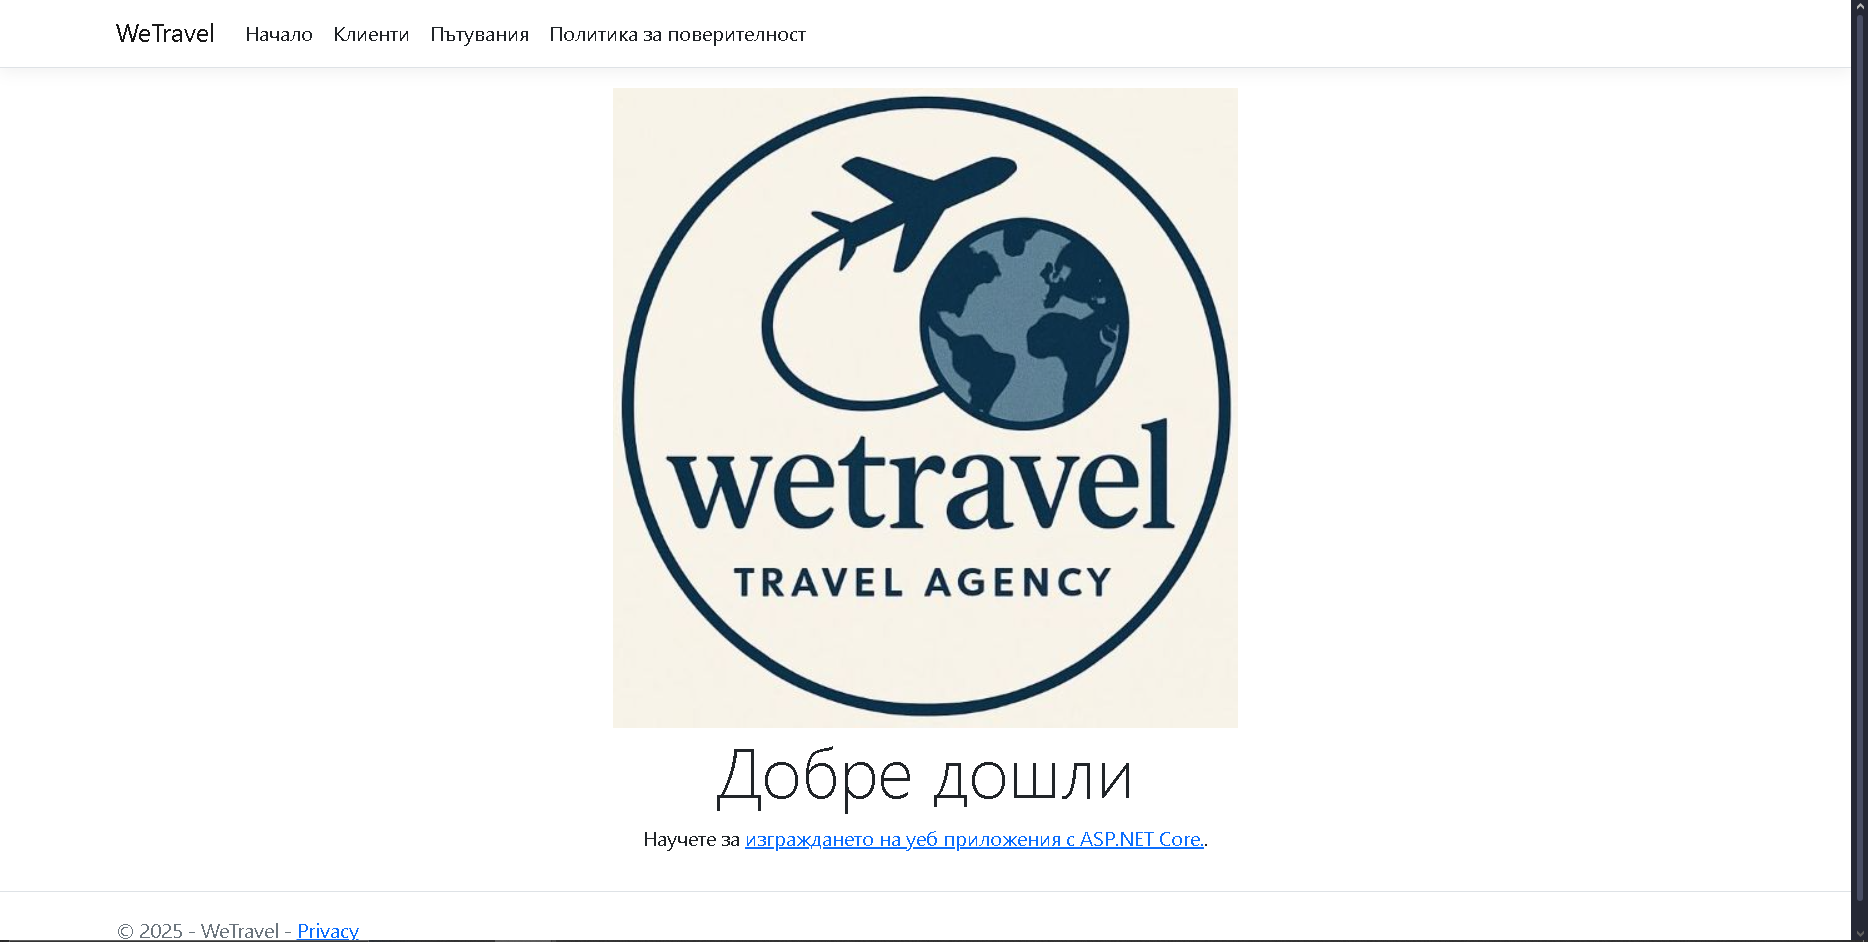 WeTravel Начало Клиенти Пътувания Политика за поверителност
wetravel
TRAVEL AGENCY
Добре дошли
Научете за изграждането на уеб приложения с ASP.NET Core..
© 2025 - WeTravel - Privacy